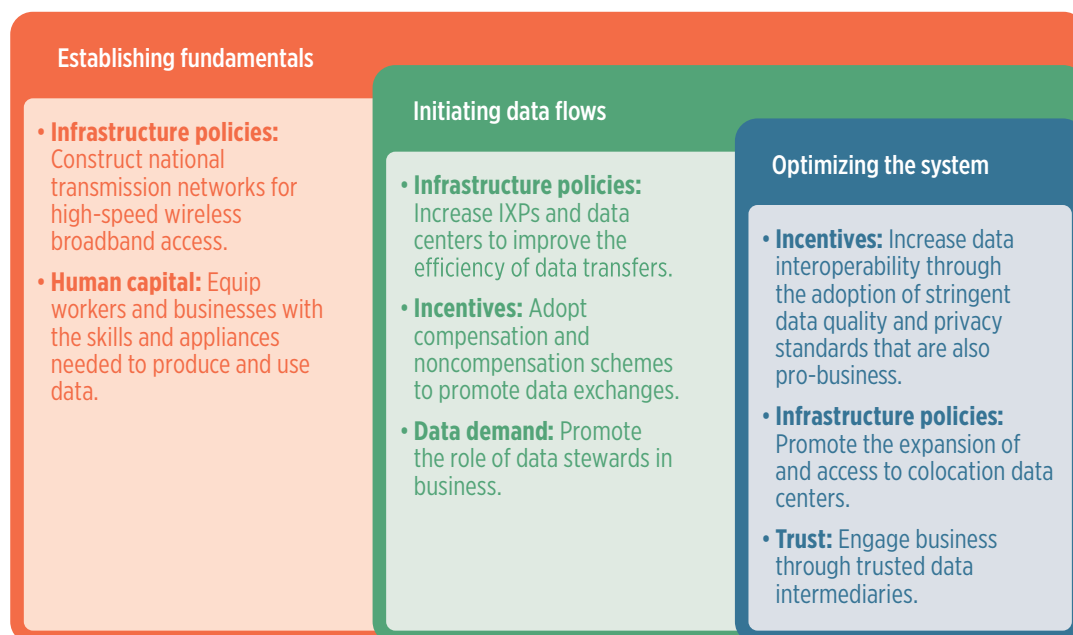 Establishing fundamentals
• Infrastructure policies:
Construct national
transmission networks for
high-speed wireless
broadband access.
• Human capital: Equip
workers and businesses with
the skills and appliances
needed to produce and use
data.
Initiating data flows
• Infrastructure policies:
Increase IXPs and data
centers to improve the
efficiency of data transfers.
• Incentives: Adopt
compensation and
noncompensation schemes
to promote data exchanges.
• Data demand: Promote
the role of data stewards in
business.
Optimizing the system
• Incentives: Increase data
interoperability through
the adoption of stringent
data quality and privacy
standards that are also
pro-business.
• Infrastructure policies:
Promote the expansion of
and access to colocation data
centers.
• Trust: Engage business
through trusted data
intermediaries.